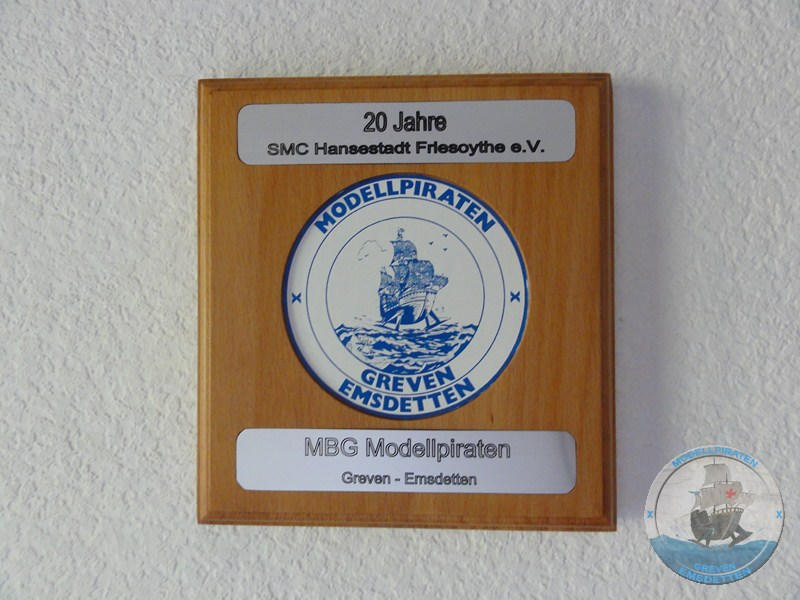 20 Jahre
SMC Hansestadt Friesoythe e.V.
MODELLPIRATEN
x x
GREVEN
EMSDETTEN
MBG Modellpiraten
Greven - Emsdetten
MODELLPIRATEN
x x
GREVEN
EMSDETTEN